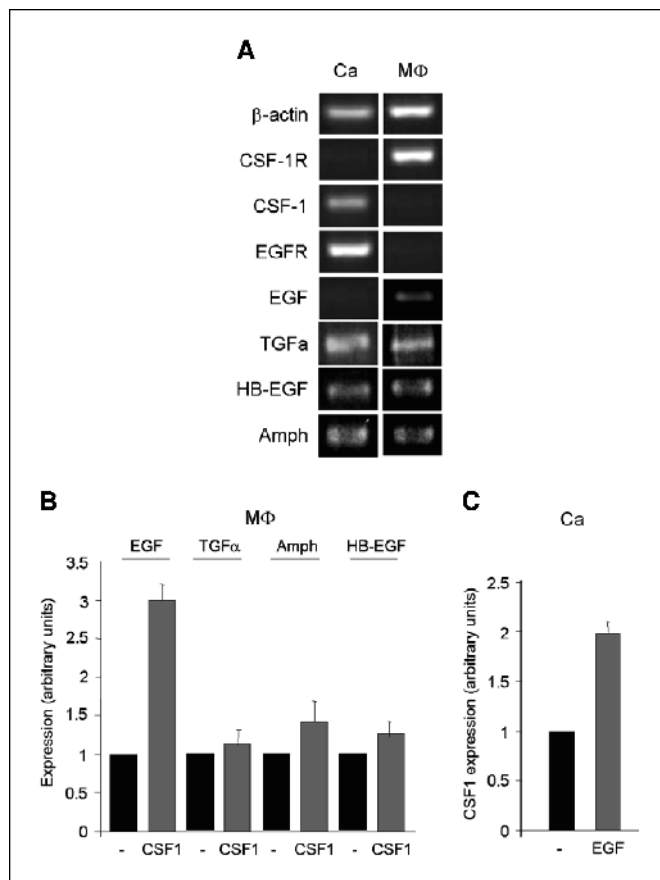 A
Ca MΦ
β-actin
CSF-1R
CSF-1
EGFR
EGF
TGFa
HB-EGF
Amph
B
MΦ
EGF TGFα Amph HB-EGF
Expression (arbitrary units)
3.5
3
2.5
2
1.5
1
0.5
0
- CSF1 - CSF1 - CSF1 - CSF1
C
Ca
CSF1 expression (arbitrary units)
2.5
2
1.5
1
0.5
0
- EGF